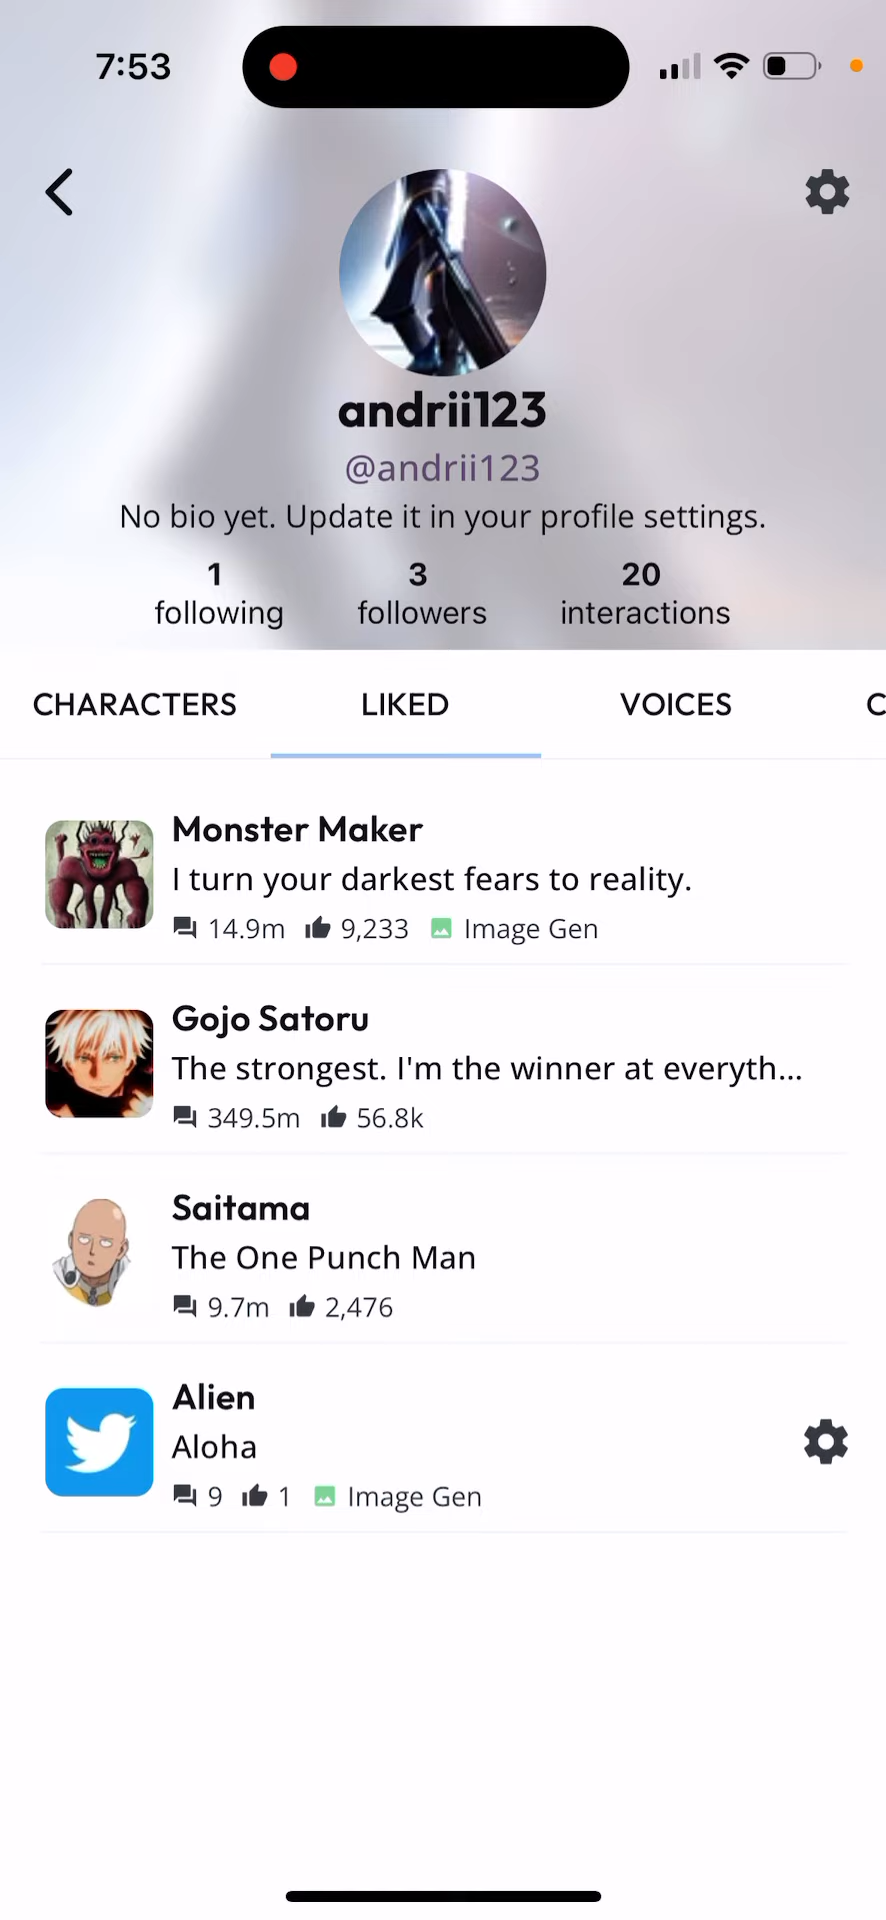 7:53
andrii123
@andrii123
No bio yet. Update it in your profile settings.
1 3 20
following followers interactions
CHARACTERS LIKED VOICES C
Monster Maker
I turn your darkest fears to reality.
14.9m 9,233 Image Gen
Gojo Satoru
The strongest. I'm the winner at everyth...
349.5m 56.8k
Saitama
The One Punch Man
9.7m 2,476
Alien
Aloha
9 1 Image Gen